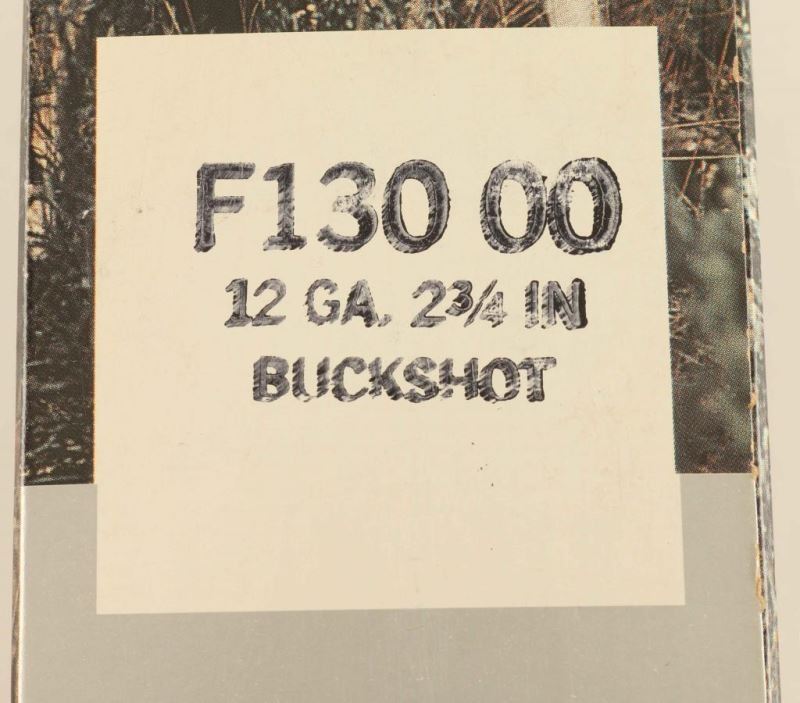 F130 00
12 GA. 2¾ IN
BUCKSHOT